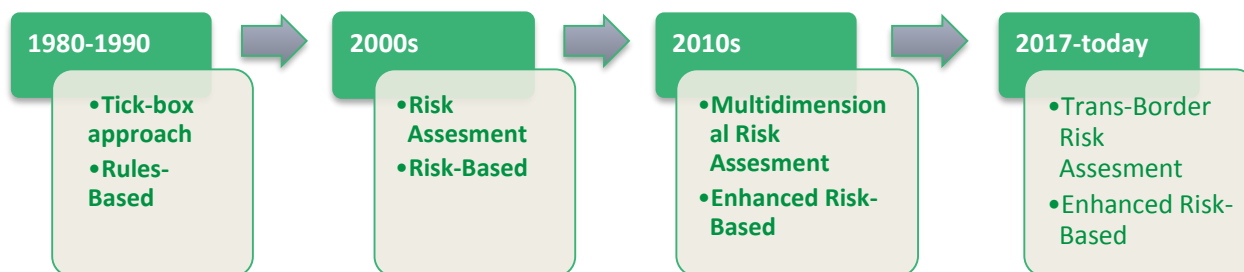 1980-1990
•Tick-box
approach
•Rules-
Based
2000s
•Risk
Assesment
•Risk-Based
2010s
•Multidimension
al Risk
Assesment
•Enhanced Risk-
Based
2017-today
•Trans-Border
Risk
Assesment
•Enhanced Risk-
Based